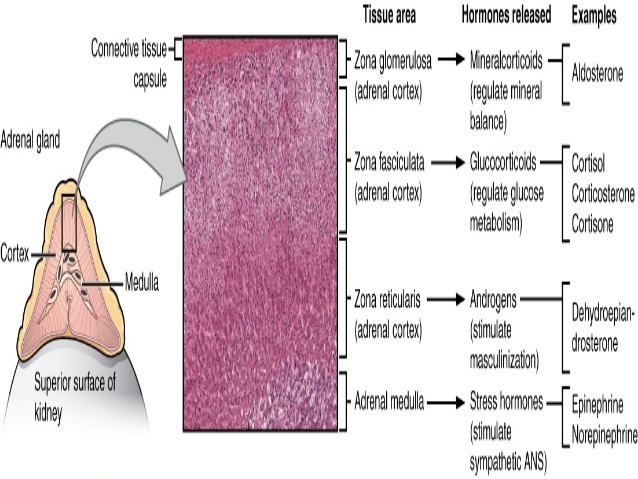 Tissue area
Hormones released
Examples
Connective tissue
capsule
Adrenal gland
Cortex
Medulla
Superior surface of
kidney
Zona glomerulosa
(adrenal cortex)
Mineralcorticoids
(regulate mineral
balance)
Aldosterone
Zona fasciculata
(adrenal cortex)
Glucocorticoids
(regulate glucose
metabolism)
Cortisol
Corticosterone
Cortisone
Zona reticularis
(adrenal cortex)
Androgens
(stimulate
masculinization)
Dehydroepian-
drosterone
Adrenal medulla
Stress hormones
(stimulate
sympathetic ANS)
Epinephrine
Norepinephrine